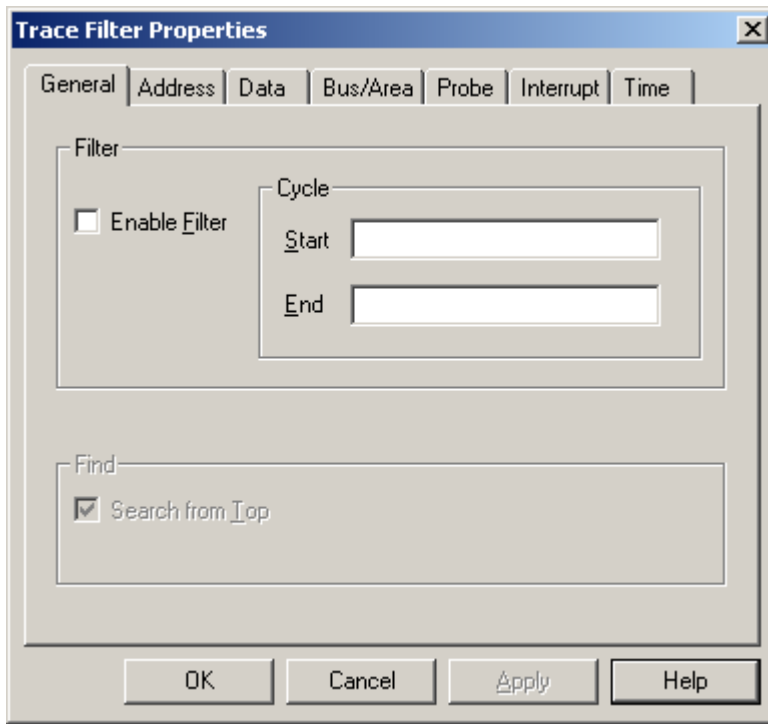 Trace Filter Properties
General Address Data Bus/Area Probe Interrupt Time
Filter
Cycle
Enable Filter
Start
End
Find
Search from Top
OK Cancel Apply Help